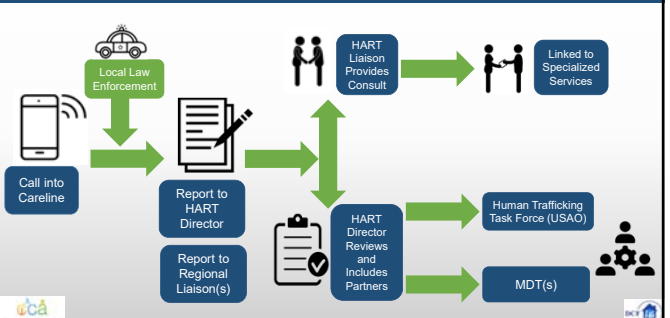 Local Law
Enforcement
Call into
Careline
Report to
HART
Director
Report to
Regional
Liaison(s)
HART
Liaison
Provides
Consult
Linked to
Specialized
Services
HART
Director
Reviews
and
Includes
Partners
Human Trafficking
Task Force (USAO)
MDT(s)
DCF